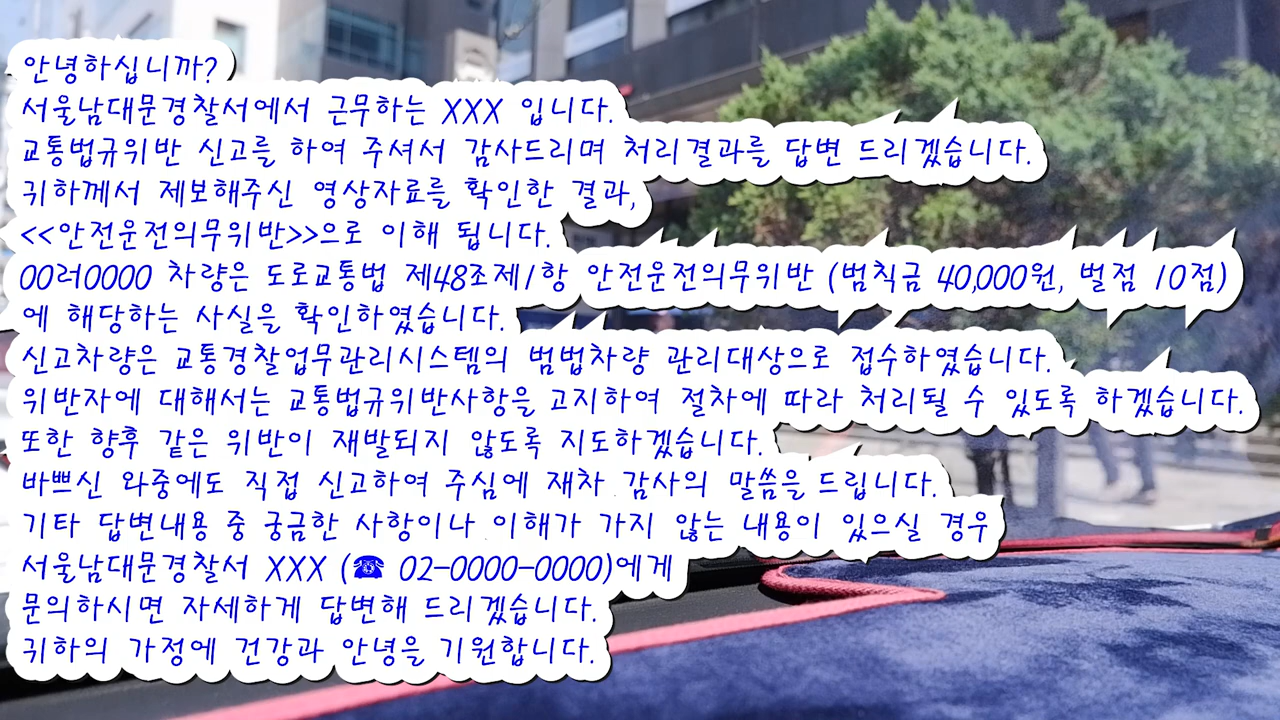 안녕하십니까?
서울남대문경찰서에서 근무하는 XXX 입니다.
교통법규위반 신고를 하여 주셔서 감사드리며 처리결과를 답변 드리겠습니다.
귀하께서 제보해주신 영상자료를 확인한 결과,
<<안전운전의무위반>>으로 이해 됩니다.
00러0000 차량은 도로교통법 제48조제1항 안전운전의무위반 (범칙금 40,000원, 벌점 10점)
에 해당하는 사실을 확인하였습니다.
신고차량은 교통경찰업무관리시스템의 범법차량 관리대상으로 접수하였습니다.
위반자에 대해서는 교통법규위반사항을 고지하여 절차에 따라 처리될 수 있도록 하겠습니다.
또한 향후 같은 위반이 재발되지 않도록 지도하겠습니다.
바쁘신 와중에도 직접 신고하여 주심에 재차 감사의 말씀을 드립니다.
기타 답변내용 중 궁금한 사항이나 이해가 가지 않는 내용이 있으실 경우
서울남대문경찰서 XXX (☎ 02-0000-0000)에게
문의하시면 자세하게 답변해 드리겠습니다.
귀하의 가정에 건강과 안녕을 기원합니다.